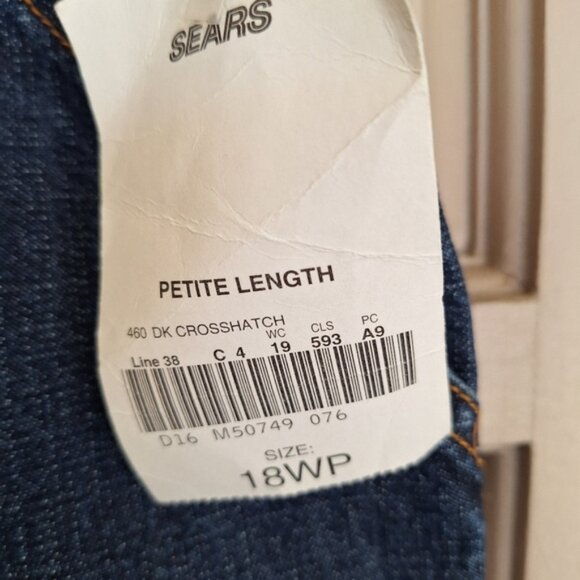 SEARS
PETITE LENGTH
460 DK CROSSHATCH
WC CLS PC
Line 38 C 4 19 593 A9
D16 M50749 076
SIZE:
18WP